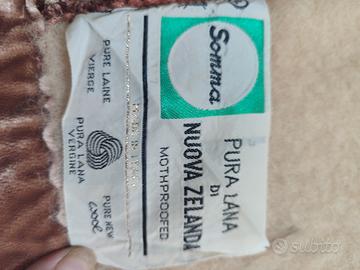 Somma
PURA LANA
DI
NUOVA ZELANDA
MOTHPROOFED
PURE LAINE
VIERGE
PURA LANA
VERGINE
PURE NEW
wool
subito